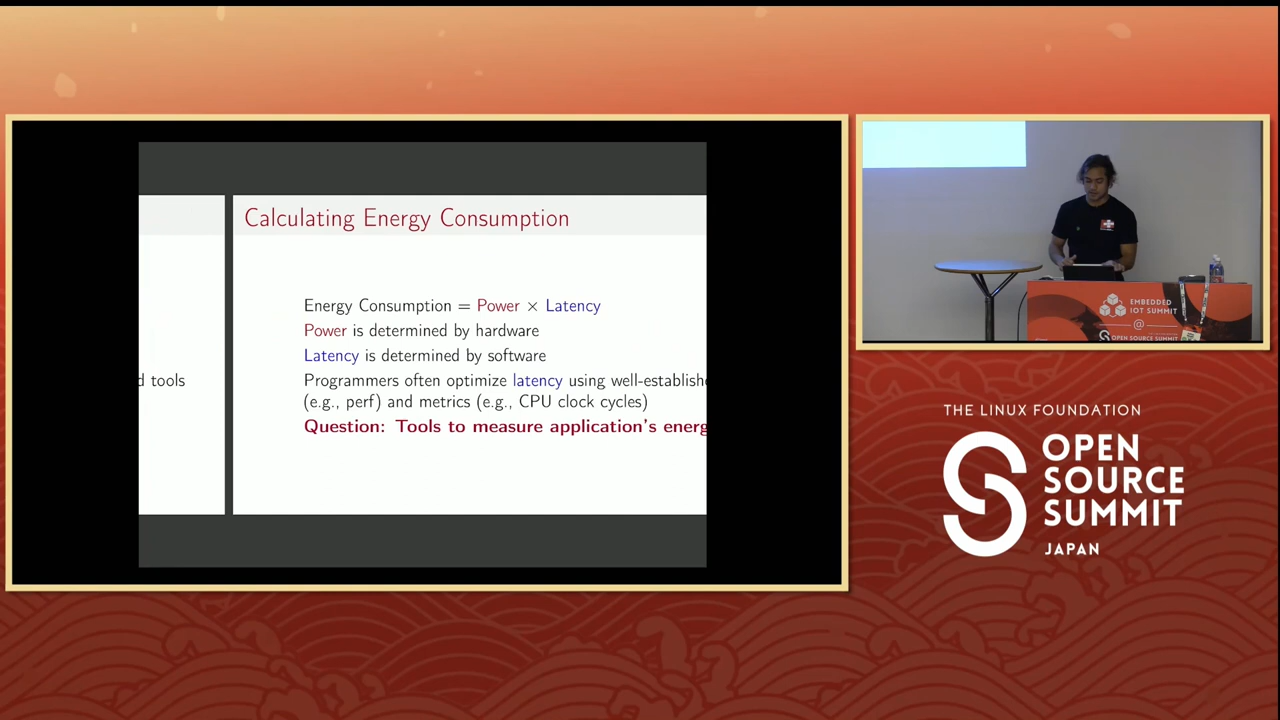 Calculating Energy Consumption
Energy Consumption = Power × Latency
Power is determined by hardware
Latency is determined by software
d tools
Programmers often optimize latency using well-establishe
(e.g., perf) and metrics (e.g., CPU clock cycles)
Question: Tools to measure application's energ
EMBEDDED
IOT SUMMIT
@
OPEN SOURCE SUMMIT
THE LINUX FOUNDATION
OPEN
SOURCE
SUMMIT
JAPAN